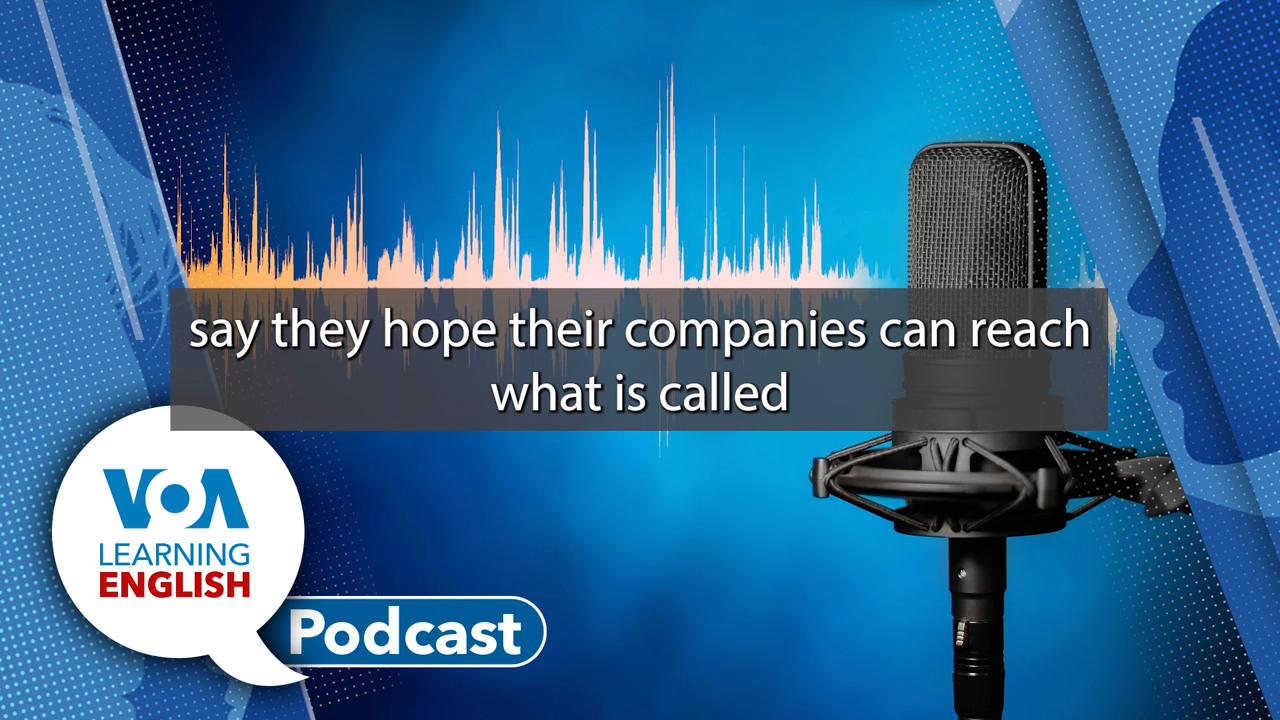 say they hope their companies can reach
what is called
VOA
LEARNING
ENGLISH
Podcast